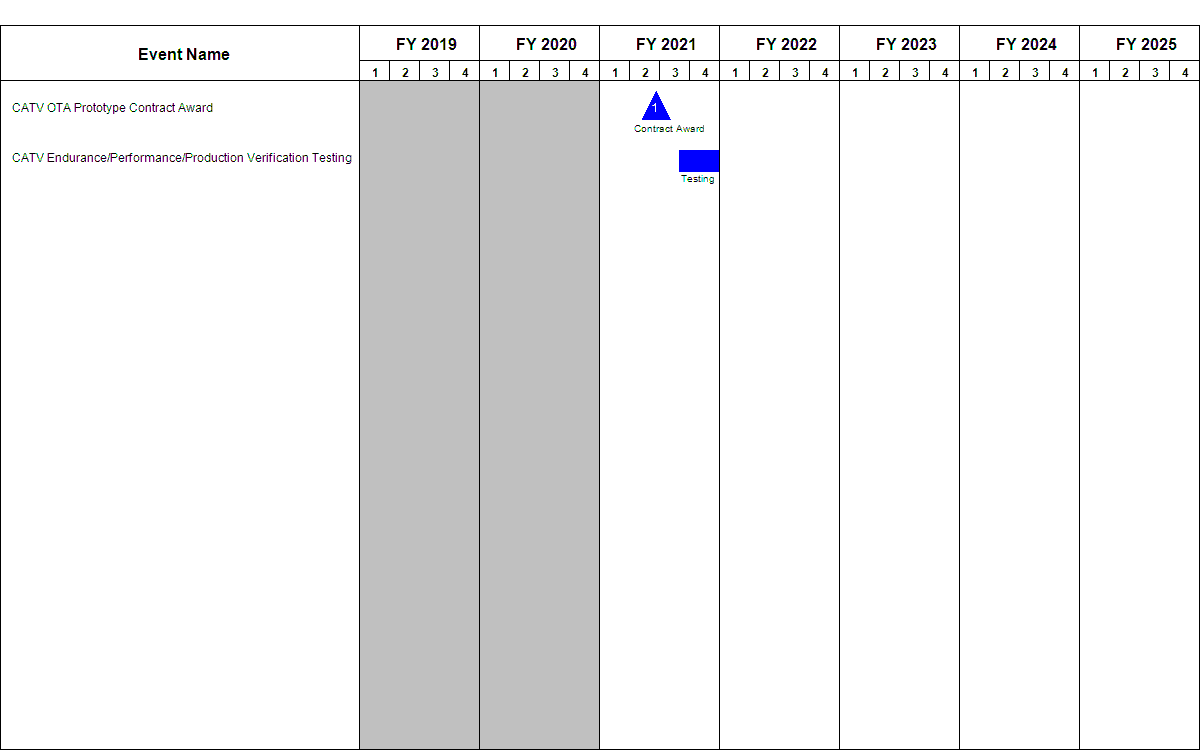 Event Name
FY 2019 FY 2020 FY 2021 FY 2022 FY 2023 FY 2024 FY 2025
1 2 3 4 1 2 3 4 1 2 3 4 1 2 3 4 1 2 3 4 1 2 3 4 1 2 3 4
CATV OTA Prototype Contract Award
1
Contract Award
CATV Endurance/Performance/Production Verification Testing
Testing